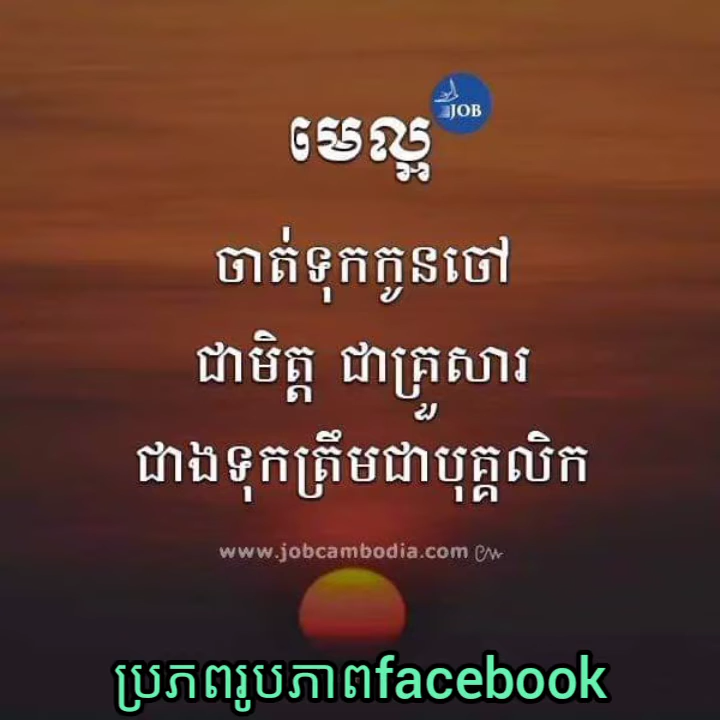 JOB
មេល្អ
ចាត់ទុកកូនចៅ
ជាមិត្ត ជាគ្រួសារ
ជាងទុកត្រឹមជាបុគ្គលិក
www.jobcambodia.com
ប្រភពរូបភាពfacebook